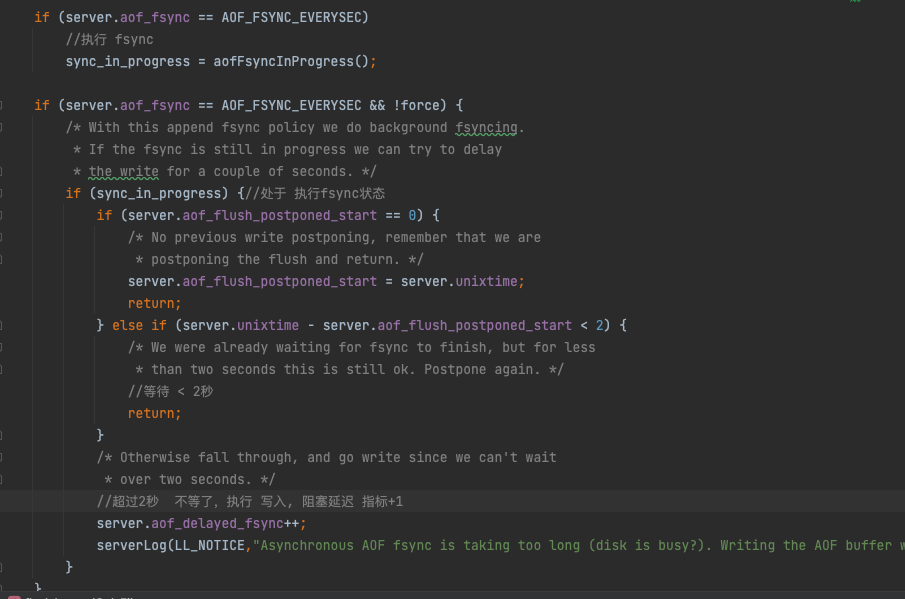 if (server.aof_fsync == AOF_FSYNC_EVERYSEC)
//执行 fsync
sync_in_progress = aofFsyncInProgress();
if (server.aof_fsync == AOF_FSYNC_EVERYSEC && !force) {
/* With this append fsync policy we do background fsyncing.
* If the fsync is still in progress we can try to delay
* the write for a couple of seconds. */
if (sync_in_progress) {//处于 执行fsync状态
if (server.aof_flush_postponed_start == 0) {
/* No previous write postponing, remember that we are
* postponing the flush and return. */
server.aof_flush_postponed_start = server.unixtime;
return;
} else if (server.unixtime - server.aof_flush_postponed_start < 2) {
/* We were already waiting for fsync to finish, but for less
* than two seconds this is still ok. Postpone again. */
//等待 < 2秒
return;
}
/* Otherwise fall through, and go write since we can't wait
* over two seconds. */
//超过2秒  不等了，执行 写入, 阻塞延迟 指标+1
server.aof_delayed_fsync++;
serverLog(LL_NOTICE,"Asynchronous AOF fsync is taking too long (disk is busy?). Writing the AOF buffer
}
}